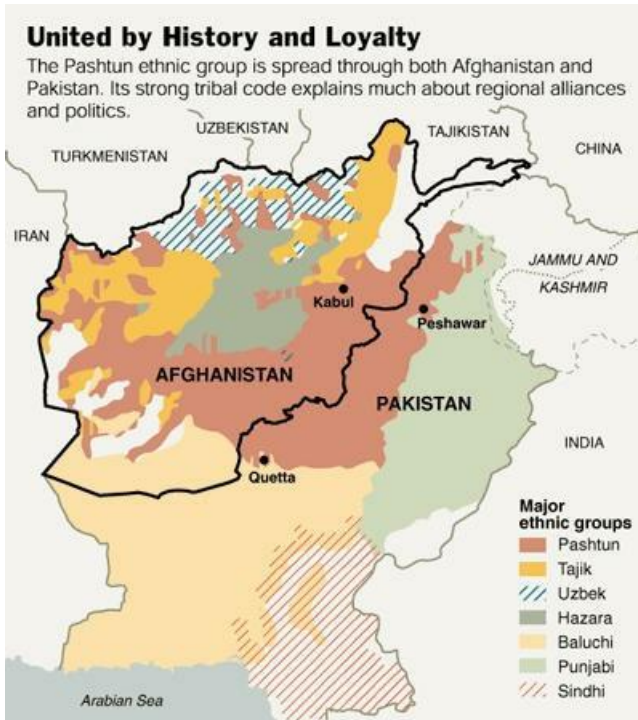 United by History and Loyalty
The Pashtun ethnic group is spread through both Afghanistan and
Pakistan. Its strong tribal code explains much about regional alliances
and politics.
UZBEKISTAN
TAJIKISTAN
CHINA
TURKMENISTAN
IRAN
JAMMU AND
KASHMIR
Kabul
Peshawar
AFGHANISTAN
PAKISTAN
INDIA
Quetta
Major
ethnic groups
Pashtun
Tajik
Uzbek
Hazara
Baluchi
Punjabi
Sindhi
Arabian Sea